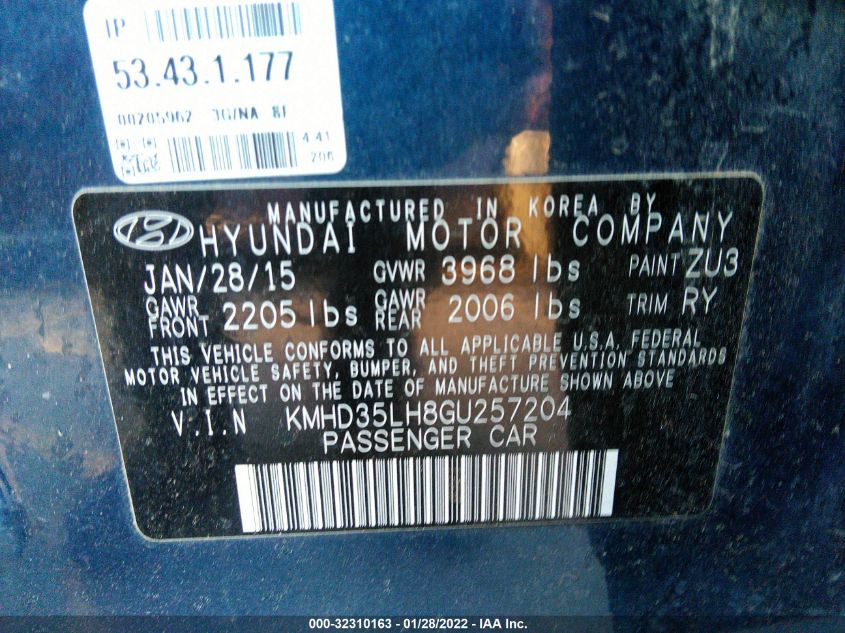 IP
53.43.1.177
00205962 3G/NA 8F
4.41
206
MANUFACTURED IN KOREA BY
HYUNDAI MOTOR COMPANY
JAN/28/15 GVWR 3968 lbs PAINT ZU3
GAWR FRONT 2205 lbs GAWR REAR 2006 lbs TRIM RY
THIS VEHICLE CONFORMS TO ALL APPLICABLE U.S.A. FEDERAL
MOTOR VEHICLE SAFETY, BUMPER, AND THEFT PREVENTION STANDARDS
IN EFFECT ON THE DATE OF MANUFACTURE SHOWN ABOVE
V.I.N KMHD35LH8GU257204
PASSENGER CAR
000-32310163 - 01/28/2022 - IAA Inc.